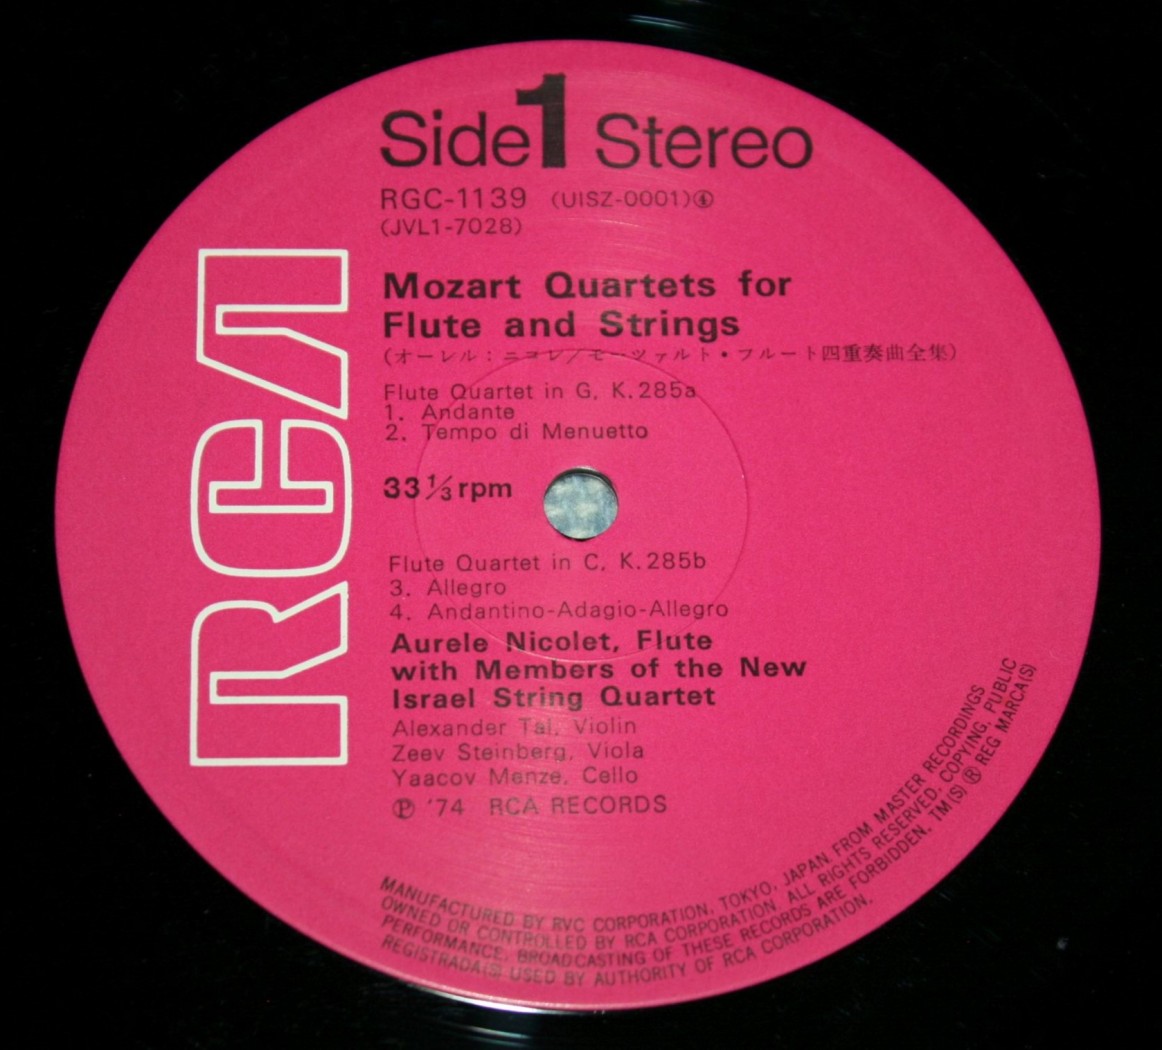 Side 1 Stereo
RGC-1139 (UISZ-0001)④
(JVL1-7028)
Mozart Quartets for
Flute and Strings
(オーレル：ニコレ／モーツァルト・フルート四重奏曲全集)
Flute Quartet in G, K.285a
1. Andante
2. Tempo di Menuetto
33⅓rpm
Flute Quartet in C, K.285b
3. Allegro
4. Andantino-Adagio-Allegro
Aurele Nicolet, Flute
with Members of the New
Israel String Quartet
Alexander Tal, Violin
Zeev Steinberg, Viola
Yaacov Menze, Cello
Ⓟ '74 RCA RECORDS
RCA
MANUFACTURED BY RVC CORPORATION, TOKYO, JAPAN, FROM MASTER RECORDINGS
OWNED OR CONTROLLED BY RCA CORPORATION. ALL RIGHTS RESERVED. COPYING, PUBLIC
PERFORMANCE, BROADCASTING OF THESE RECORDS ARE FORBIDDEN. TM(S) ® REG MARCA(S)
REGISTRADA(S) USED BY AUTHORITY OF RCA CORPORATION.